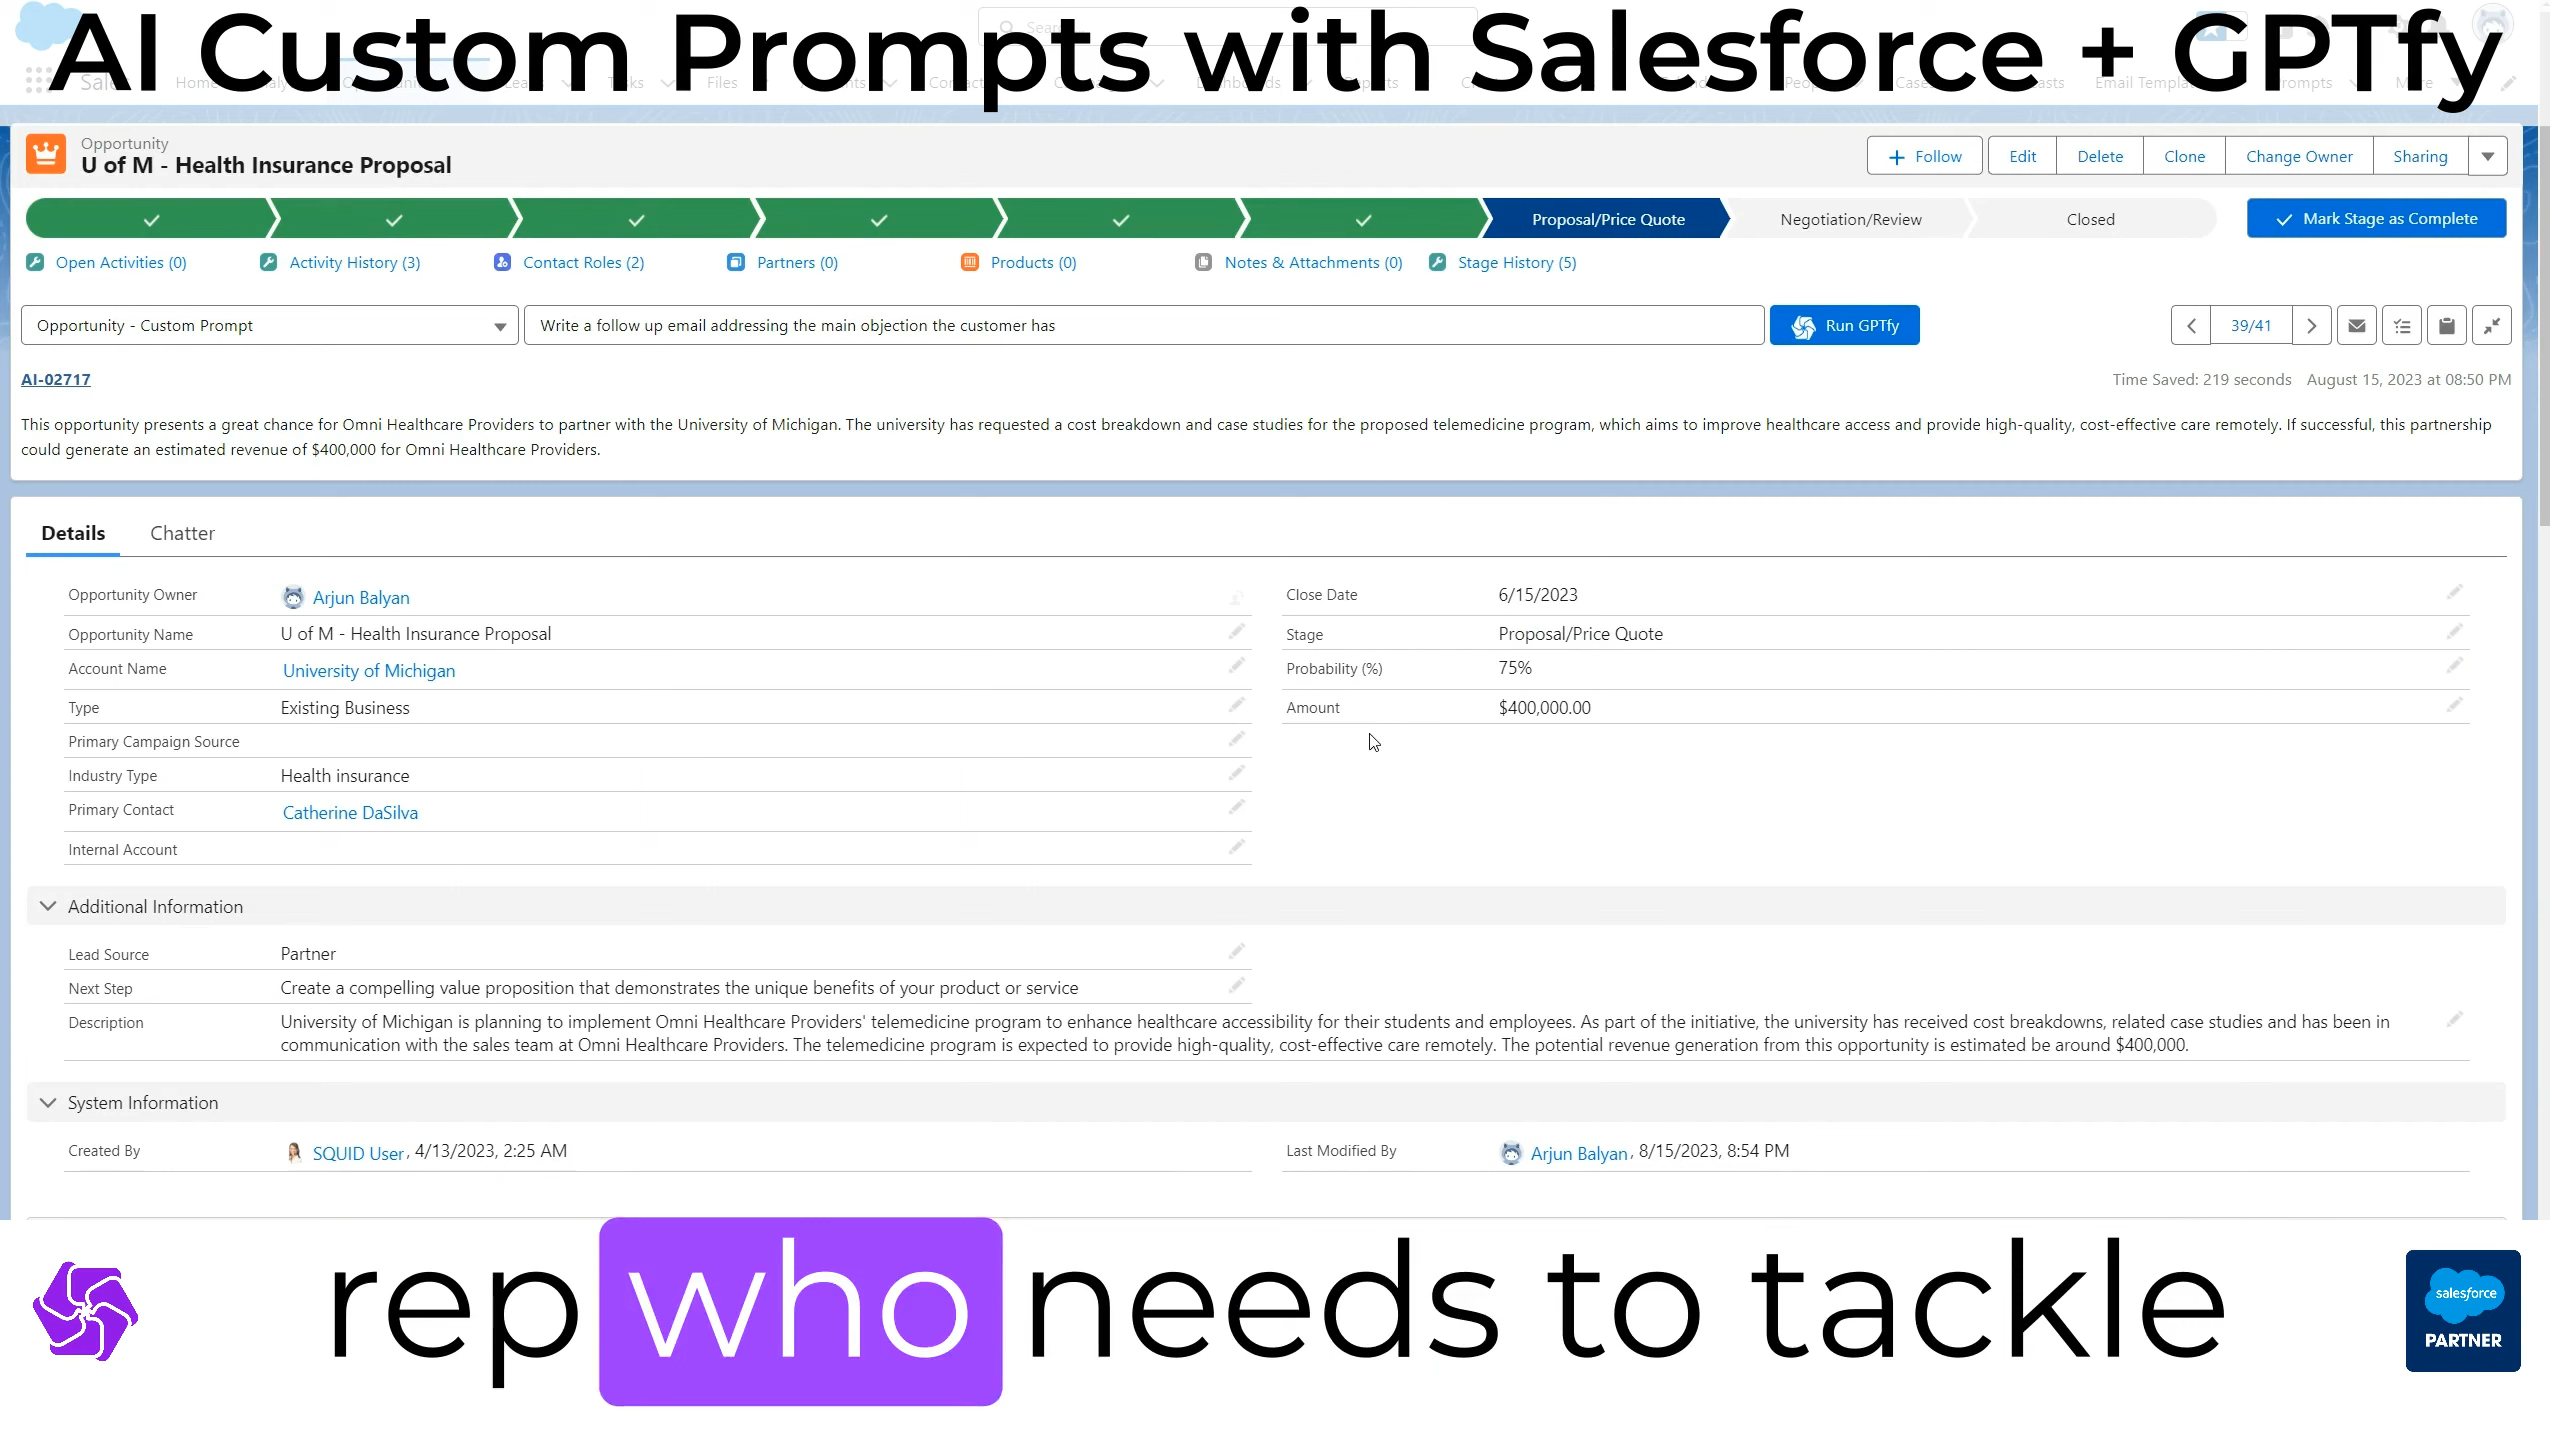 AI Custom Prompts with Salesforce + GPTfy
Opportunity
U of M - Health Insurance Proposal
Follow
Edit
Delete
Clone
Change Owner
Sharing
Proposal/Price Quote
Negotiation/Review
Closed
Mark Stage as Complete
Open Activities (0)
Activity History (3)
Contact Roles (2)
Partners (0)
Products (0)
Notes & Attachments (0)
Stage History (5)
Opportunity - Custom Prompt
Write a follow up email addressing the main objection the customer has
Run GPTfy
39/41
AI-02717
Time Saved: 219 seconds August 15, 2023 at 08:50 PM
This opportunity presents a great chance for Omni Healthcare Providers to partner with the University of Michigan. The university has requested a cost breakdown and case studies for the proposed telemedicine program, which aims to improve healthcare access and provide high-quality, cost-effective care remotely. If successful, this partnership
could generate an estimated revenue of $400,000 for Omni Healthcare Providers.
Details
Chatter
Opportunity Owner
Arjun Balyan
Close Date
6/15/2023
Opportunity Name
U of M - Health Insurance Proposal
Stage
Proposal/Price Quote
Account Name
University of Michigan
Probability (%)
75%
Type
Existing Business
Amount
$400,000.00
Primary Campaign Source
Industry Type
Health insurance
Primary Contact
Catherine DaSilva
Internal Account
Additional Information
Lead Source
Partner
Next Step
Create a compelling value proposition that demonstrates the unique benefits of your product or service
Description
University of Michigan is planning to implement Omni Healthcare Providers' telemedicine program to enhance healthcare accessibility for their students and employees. As part of the initiative, the university has received cost breakdowns, related case studies and has been in
communication with the sales team at Omni Healthcare Providers. The telemedicine program is expected to provide high-quality, cost-effective care remotely. The potential revenue generation from this opportunity is estimated be around $400,000.
System Information
Created By
SQUID User, 4/13/2023, 2:25 AM
Last Modified By
Arjun Balyan, 8/15/2023, 8:54 PM
rep who needs to tackle
salesforce
PARTNER